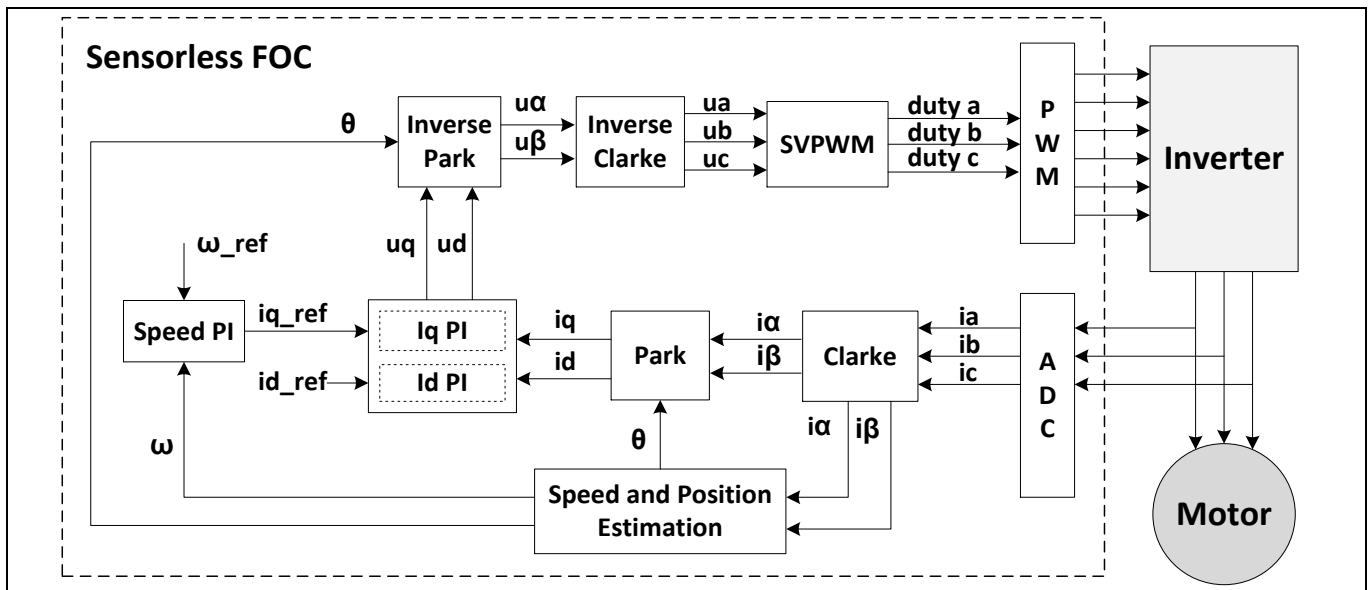 Sensorless FOC
θ
Inverse
Park
uα
uβ
Inverse
Clarke
ua
ub
uc
SVPWM
duty a
duty b
duty c
P
W
M
Inverter
ω_ref
uq
ud
Speed PI
iq_ref
id_ref
Iq PI
Id PI
iq
id
Park
iα
iβ
Clarke
ia
ib
ic
A
D
C
ω
θ
iα
iβ
Speed and Position
Estimation
Motor